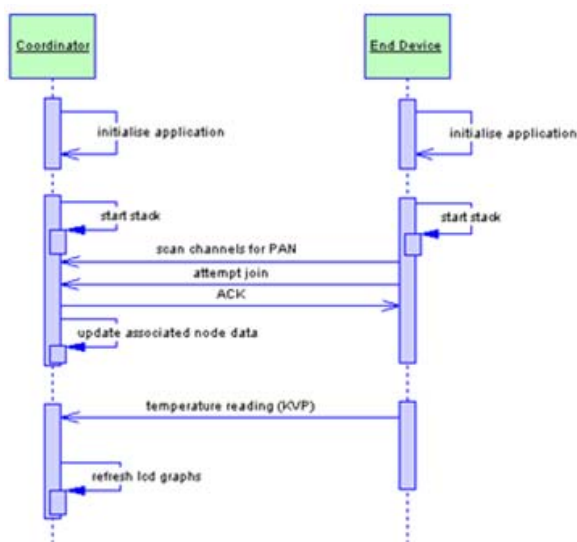 Coordinator
End Device
initialise application
initialise application
start stack
start stack
scan channels for PAN
attempt join
ACK
update associated node data
temperature reading (KVP)
refresh lcd graphs